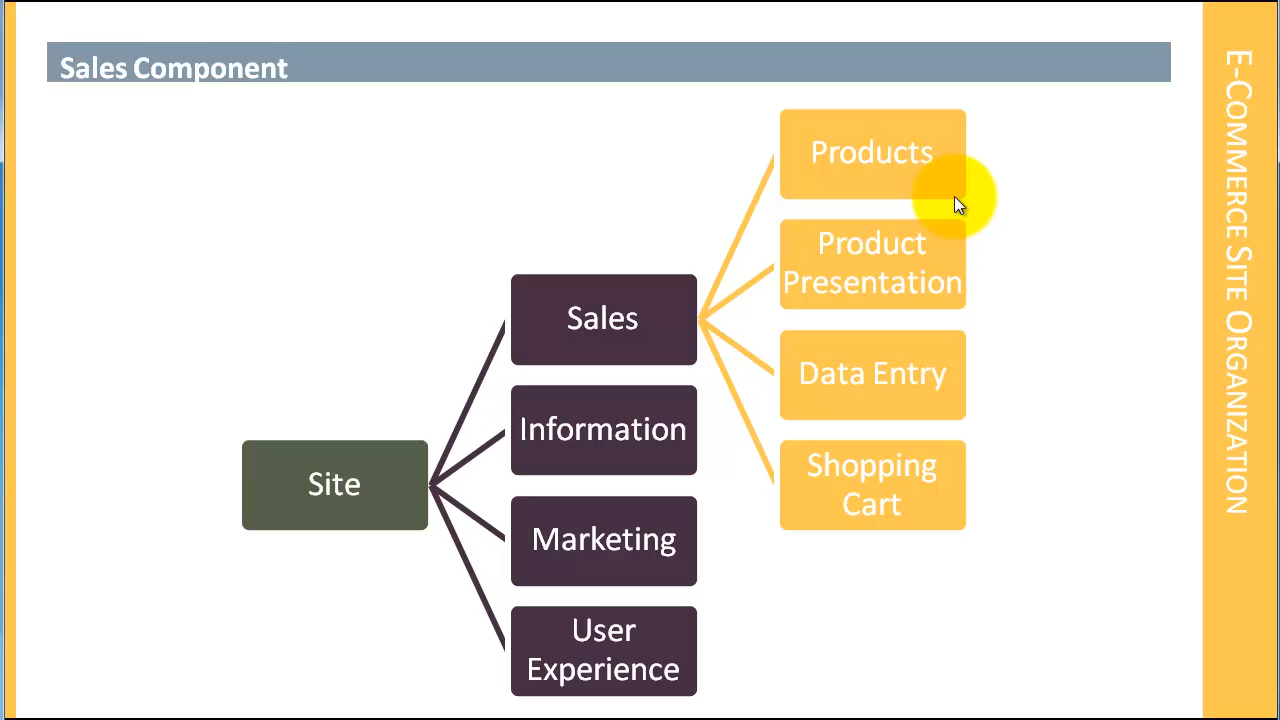 Sales Component
Products
Product
Presentation
Sales
Data Entry
Information
Shopping
Cart
Site
Marketing
User
Experience
E-Commerce Site Organization